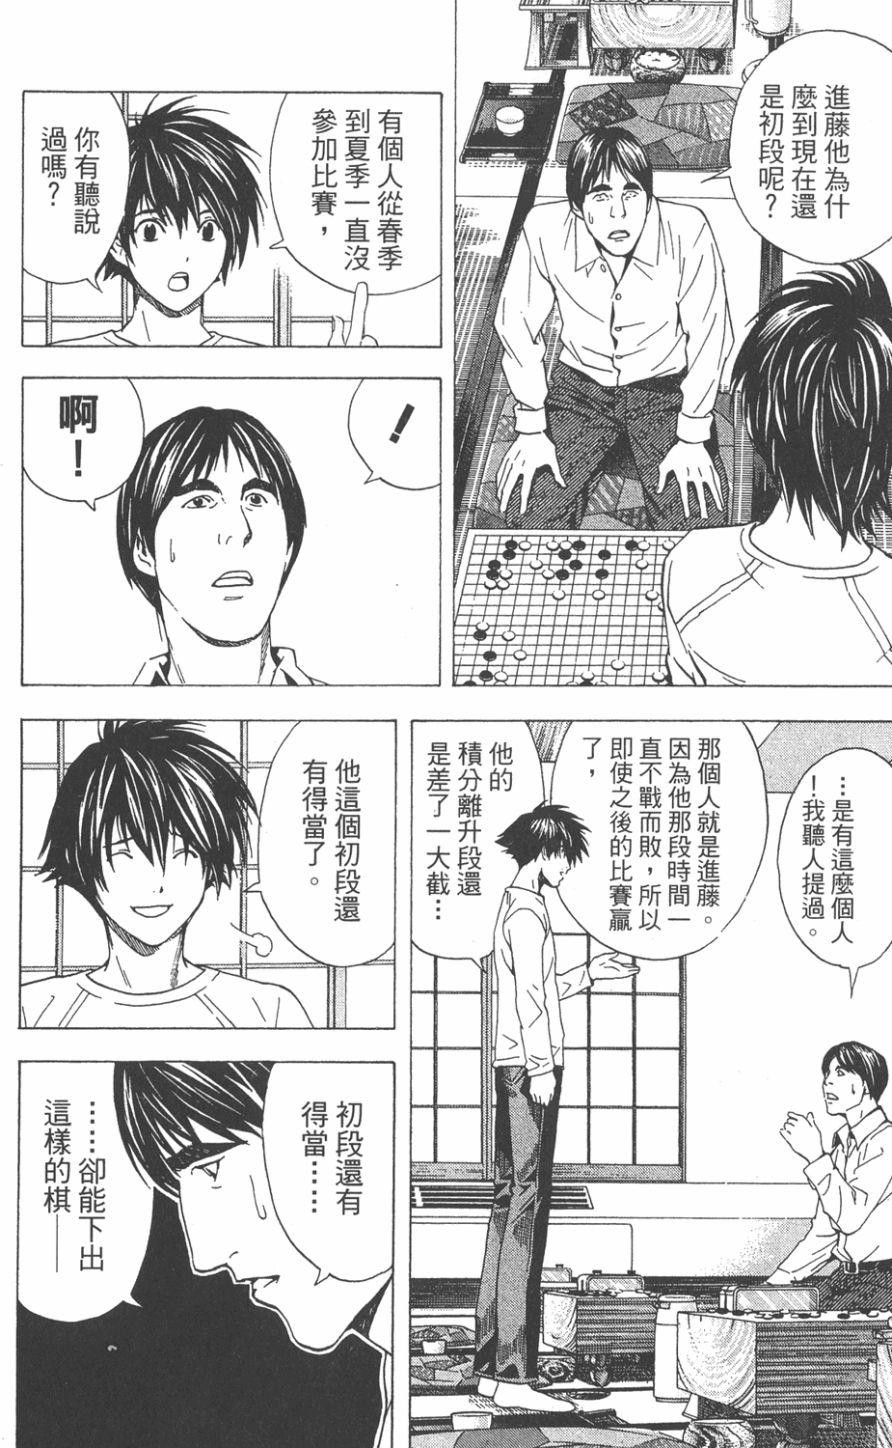 進藤他為什
麼到現在還
是初段呢？
有個人從春季
到夏季一直沒
參加比賽，
你有聽說
過嗎？
！
啊！
…是有這麼個人
！我聽人提過。
那個人就是進藤。
因為他那段時間一
直不戰而敗，所以
即使之後的比賽贏
了，
他的
積分離升段還
是差了一大截…
他這個初段還
有得當了。
初段還有
得當……
……卻能下出
這樣的棋——